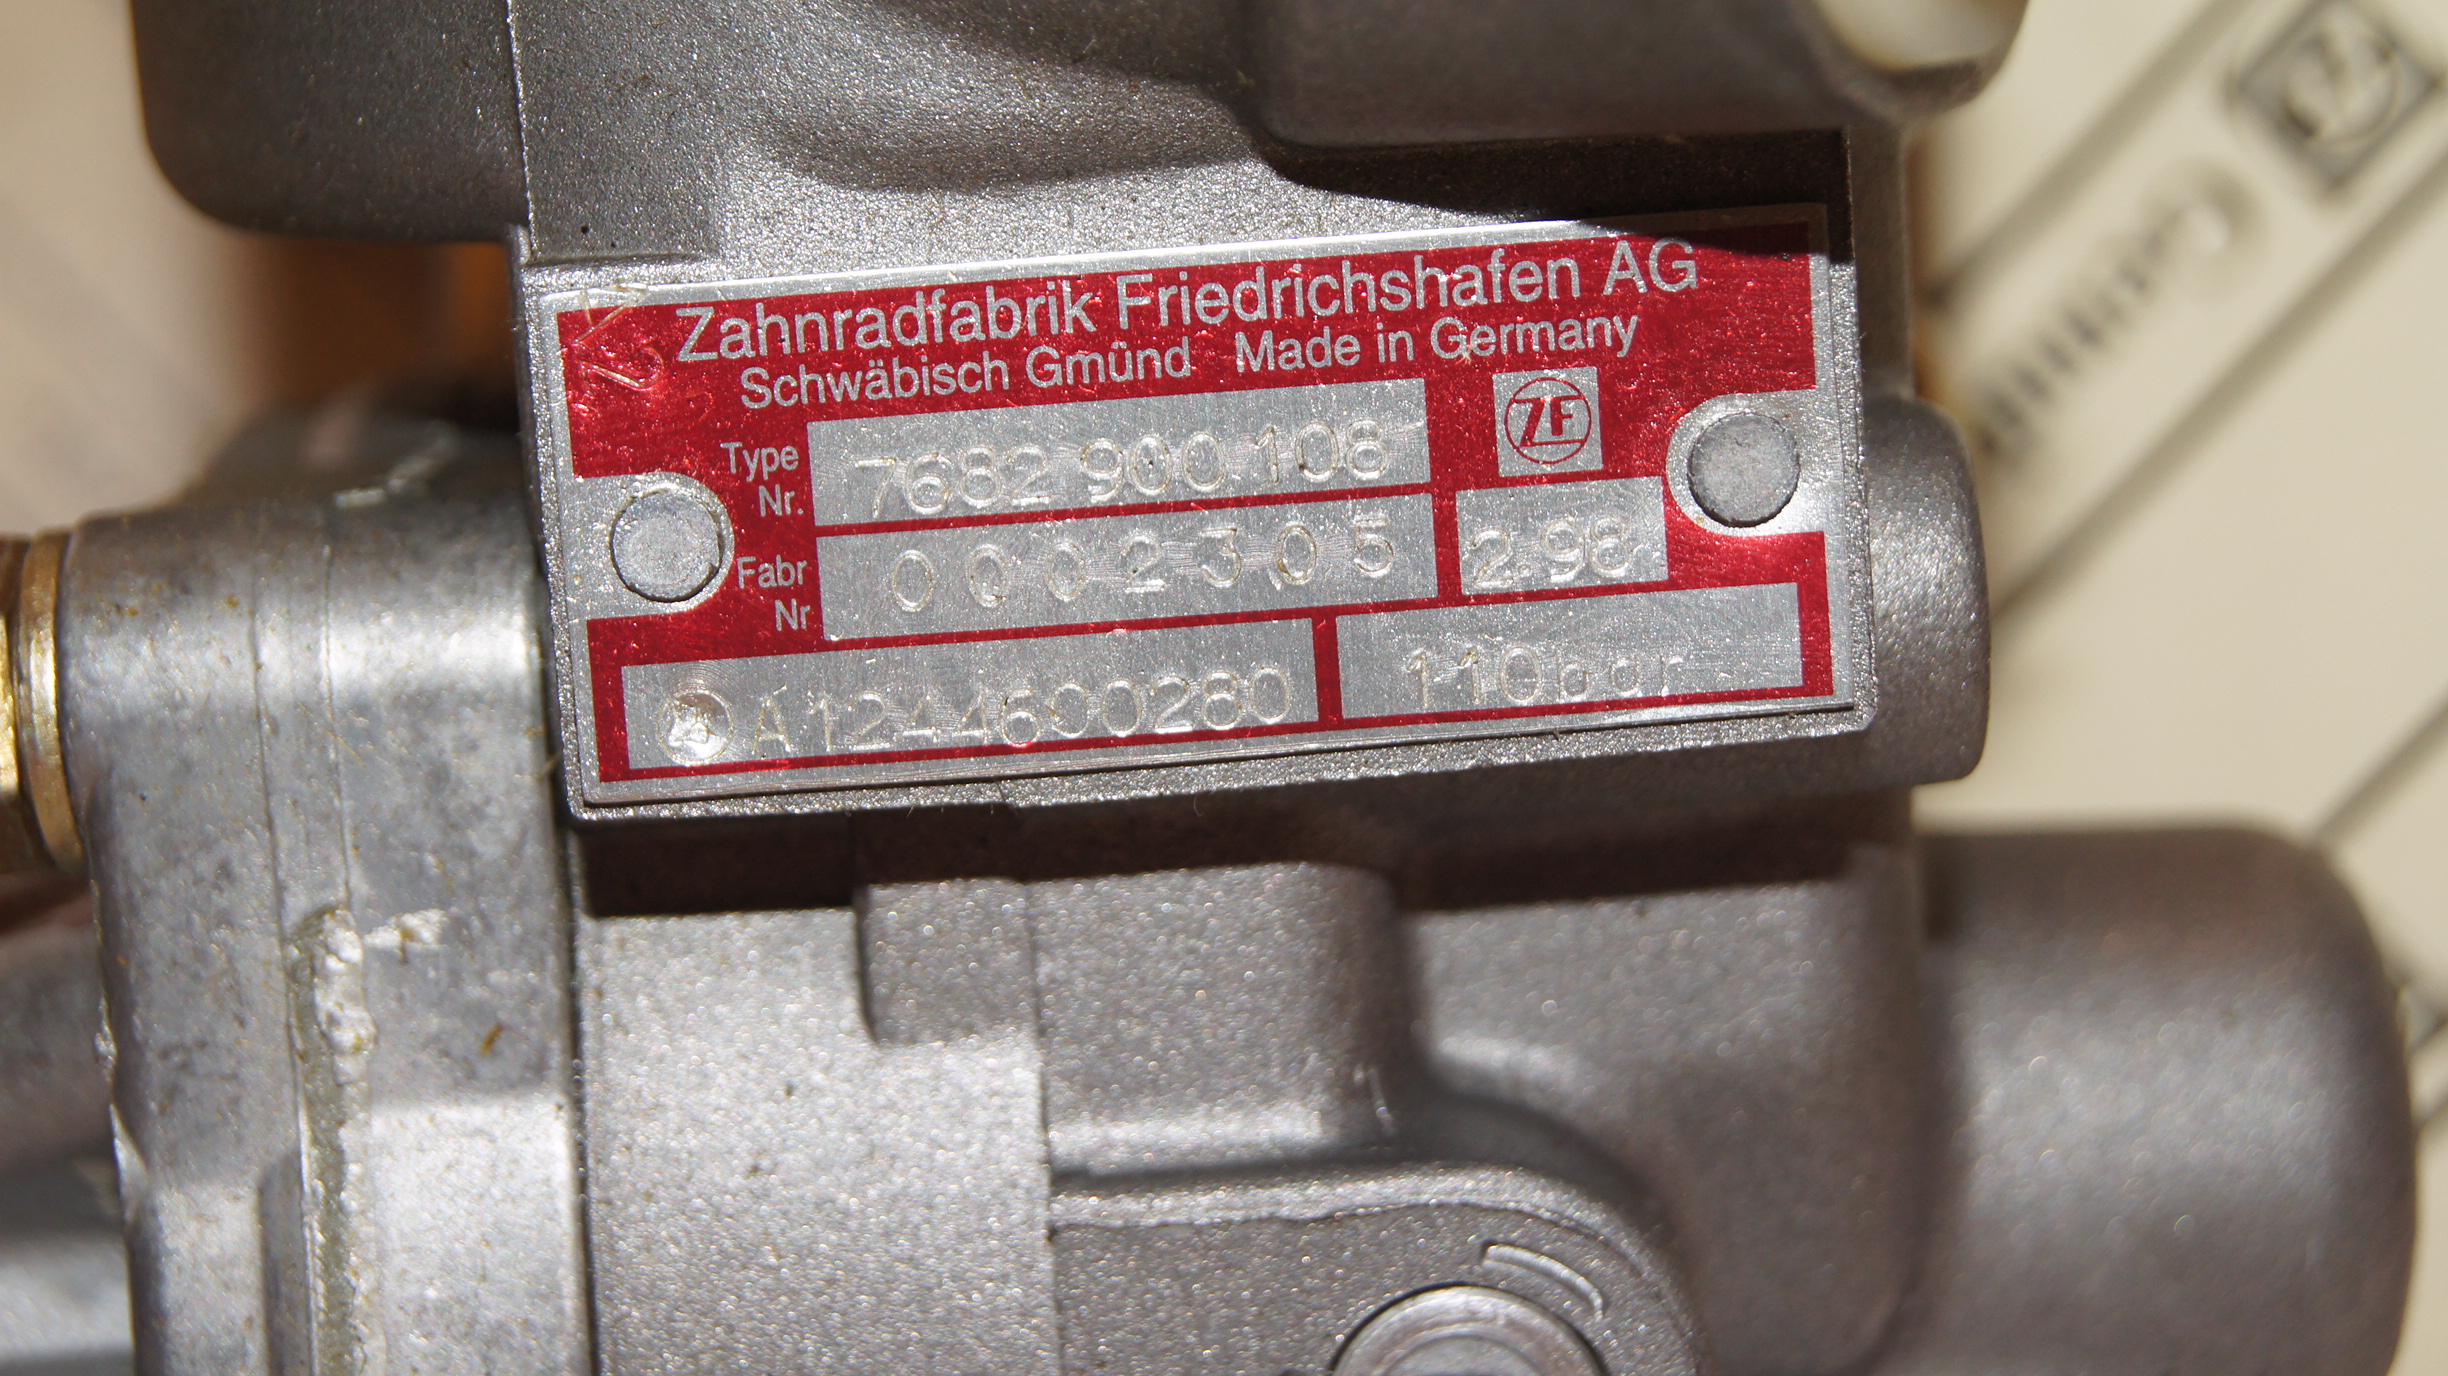 Zahnradfabrik Friedrichshafen AG
Schwäbisch Gmünd Made in Germany
Type Nr. 7682 900 108
ZF
Fabr Nr 0002305 2.98
A1244600280 110bar